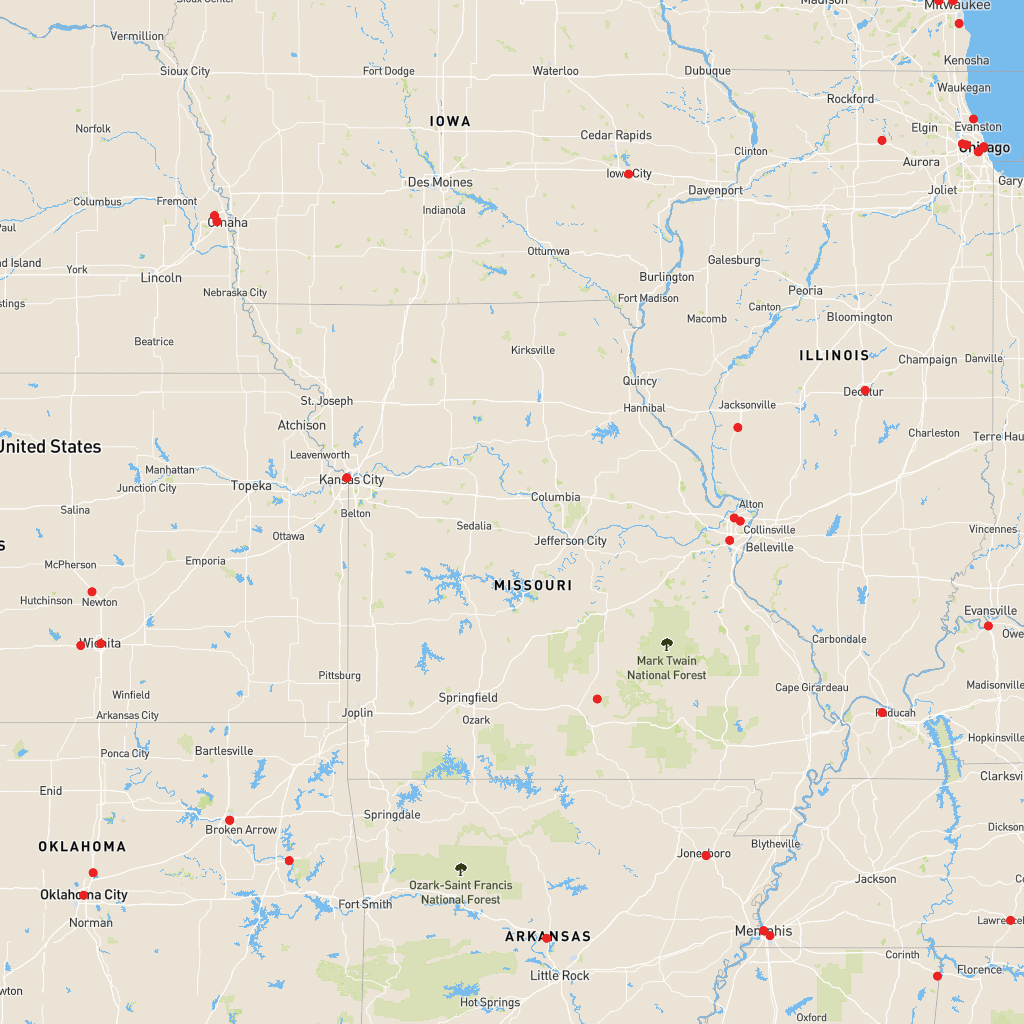 Sioux Center
Madison
Milwaukee
Vermillion
Sioux City
Fort Dodge
Waterloo
Dubuque
Kenosha
Waukegan
Rockford
Norfolk
IOWA
Cedar Rapids
Elgin
Evanston
Chicago
Clinton
Aurora
Iowa City
Des Moines
Davenport
Joliet
Gary
Columbus
Fremont
Indianola
Omaha
Paul
Ottumwa
Galesburg
nd Island
York
Lincoln
Burlington
Nebraska City
Fort Madison
Peoria
stings
Canton
Macomb
Bloomington
Beatrice
Kirksville
ILLINOIS
Champaign
Danville
Quincy
Decatur
St. Joseph
Hannibal
Jacksonville
Atchison
Charleston
Terre Hau
United States
Leavenworth
Manhattan
Kansas City
Junction City
Topeka
Columbia
Alton
Salina
Belton
Sedalia
Collinsville
Vincennes
Ottawa
Jefferson City
Belleville
s
McPherson
Emporia
MISSOURI
Hutchinson
Newton
Evansville
Owe
Wichita
Carbondale
Mark Twain
National Forest
Pittsburg
Winfield
Springfield
Cape Girardeau
Madisonville
Arkansas City
Joplin
Ozark
Paducah
Ponca City
Bartlesville
Hopkinsville
Clarksvi
Enid
Springdale
Broken Arrow
Dickson
OKLAHOMA
Blytheville
Jonesboro
Ozark-Saint Francis
National Forest
Jackson
Oklahoma City
Fort Smith
Norman
Lawrence
Memphis
ARKANSAS
Corinth
Florence
Little Rock
wton
Hot Springs
Oxford